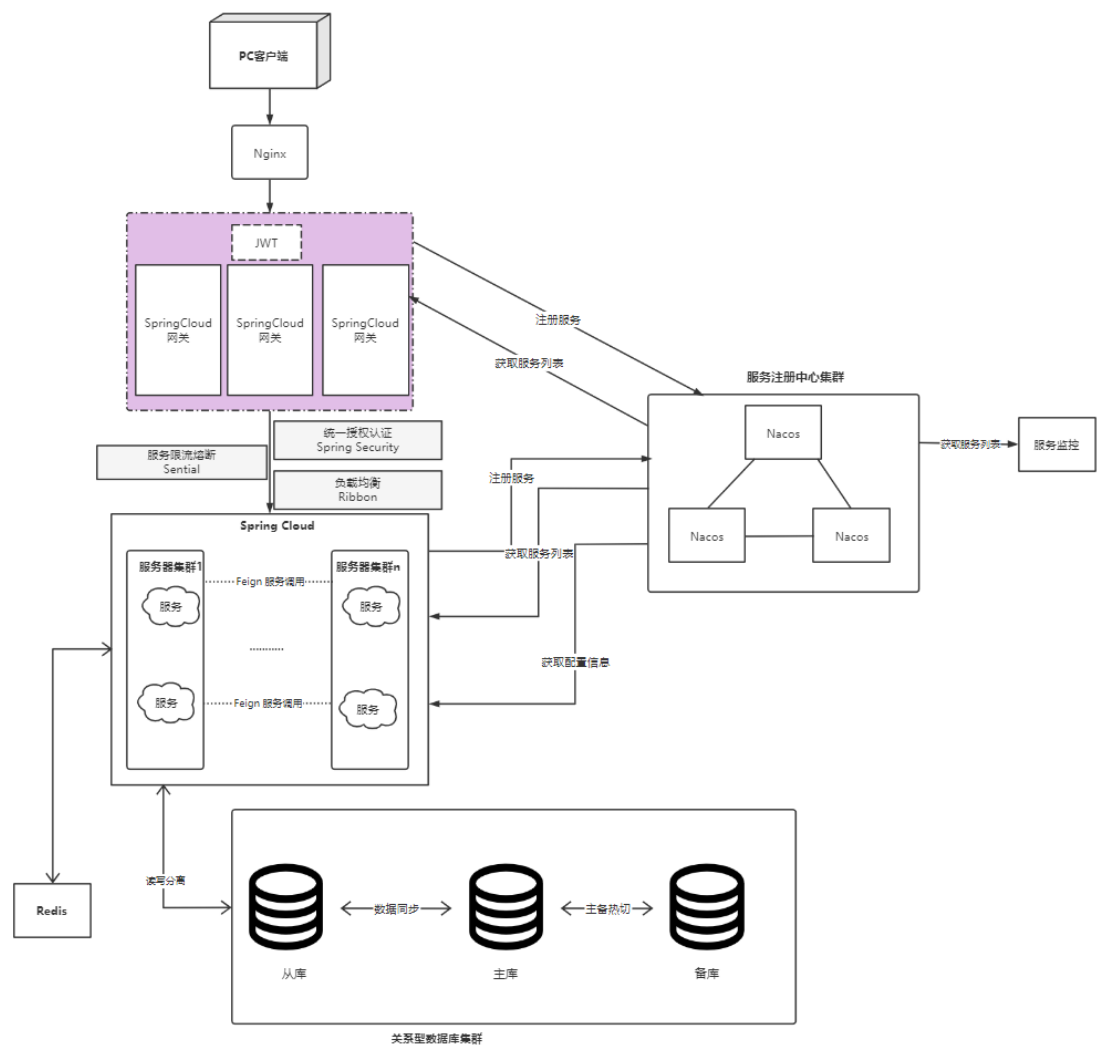 PC客户端
Nginx
JWT
SpringCloud
网关
SpringCloud
网关
SpringCloud
网关
注册服务
获取服务列表
服务注册中心集群
Nacos
Nacos
Nacos
获取服务列表
服务监控
统一授权认证
Spring Security
服务限流熔断
Sential
负载均衡
Ribbon
注册服务
获取服务列表
获取配置信息
Spring Cloud
服务器集群1
服务器集群n
Feign 服务调用
服务
服务
..........
Feign 服务调用
服务
服务
读写分离
Redis
数据同步
主备热切
从库
主库
备库
关系型数据库集群